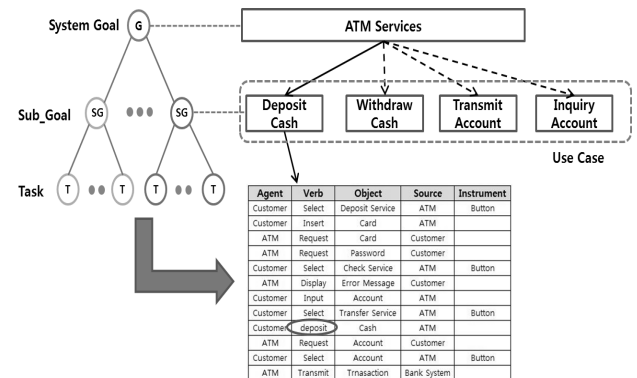 System Goal G ATM Services
SG SG
Sub_Goal
Deposit Cash Withdraw Cash Transmit Account Inquiry Account
Use Case
Task T T T T
Agent Verb Object Source Instrument
Customer Select Deposit Service ATM Button
Customer Insert Card ATM
ATM Request Card Customer
ATM Request Password Customer
Customer Select Check Service ATM Button
ATM Display Error Message Customer
Customer Input Account ATM
Customer Select Transfer Service ATM Button
Customer deposit Cash ATM
ATM Request Account Customer
Customer Select Account ATM Button
ATM Transmit Trnasaction Bank System